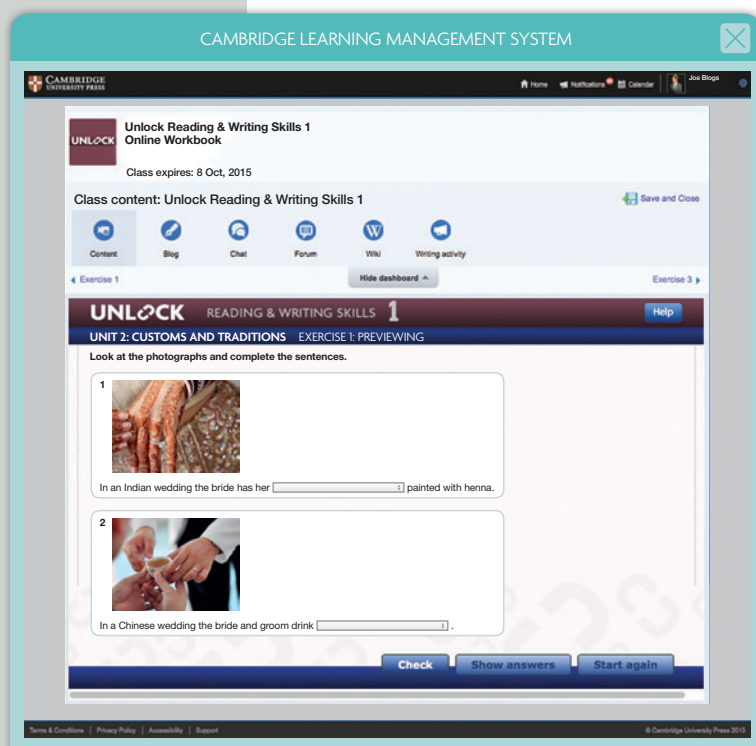 CAMBRIDGE LEARNING MANAGEMENT SYSTEM
CAMBRIDGE
UNIVERSITY PRESS
Home Notifications Calendar Joe Blogs
UNLOCK
Unlock Reading & Writing Skills 1
Online Workbook
Class expires: 8 Oct, 2015
Class content: Unlock Reading & Writing Skills 1
Save and Close
Content Blog Chat Forum Wiki Writing activity
Exercise 1 Hide dashboard Exercise 3
UNLOCK READING & WRITING SKILLS 1 Help
UNIT 2: CUSTOMS AND TRADITIONS EXERCISE 1: PREVIEWING
Look at the photographs and complete the sentences.
1
In an Indian wedding the bride has her painted with henna.
2
In a Chinese wedding the bride and groom drink .
Check Show answers Start again
Terms & Conditions | Privacy Policy | Accessibility | Support © Cambridge University Press 2013